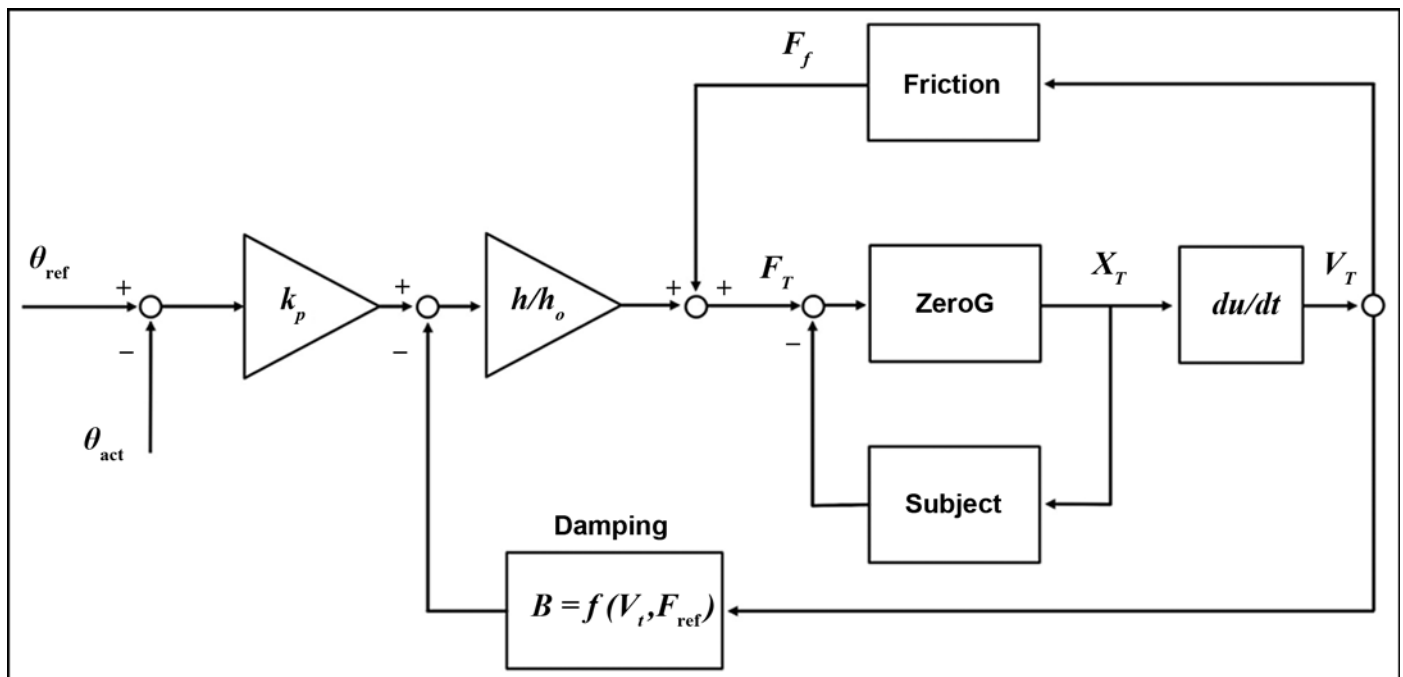 F_f
Friction
θ_ref
+
−
θ_act
k_p
+
−
h/h_o
+
+
F_T
−
ZeroG
X_T
du/dt
V_T
Subject
Damping
B = f (V_t,F_ref)